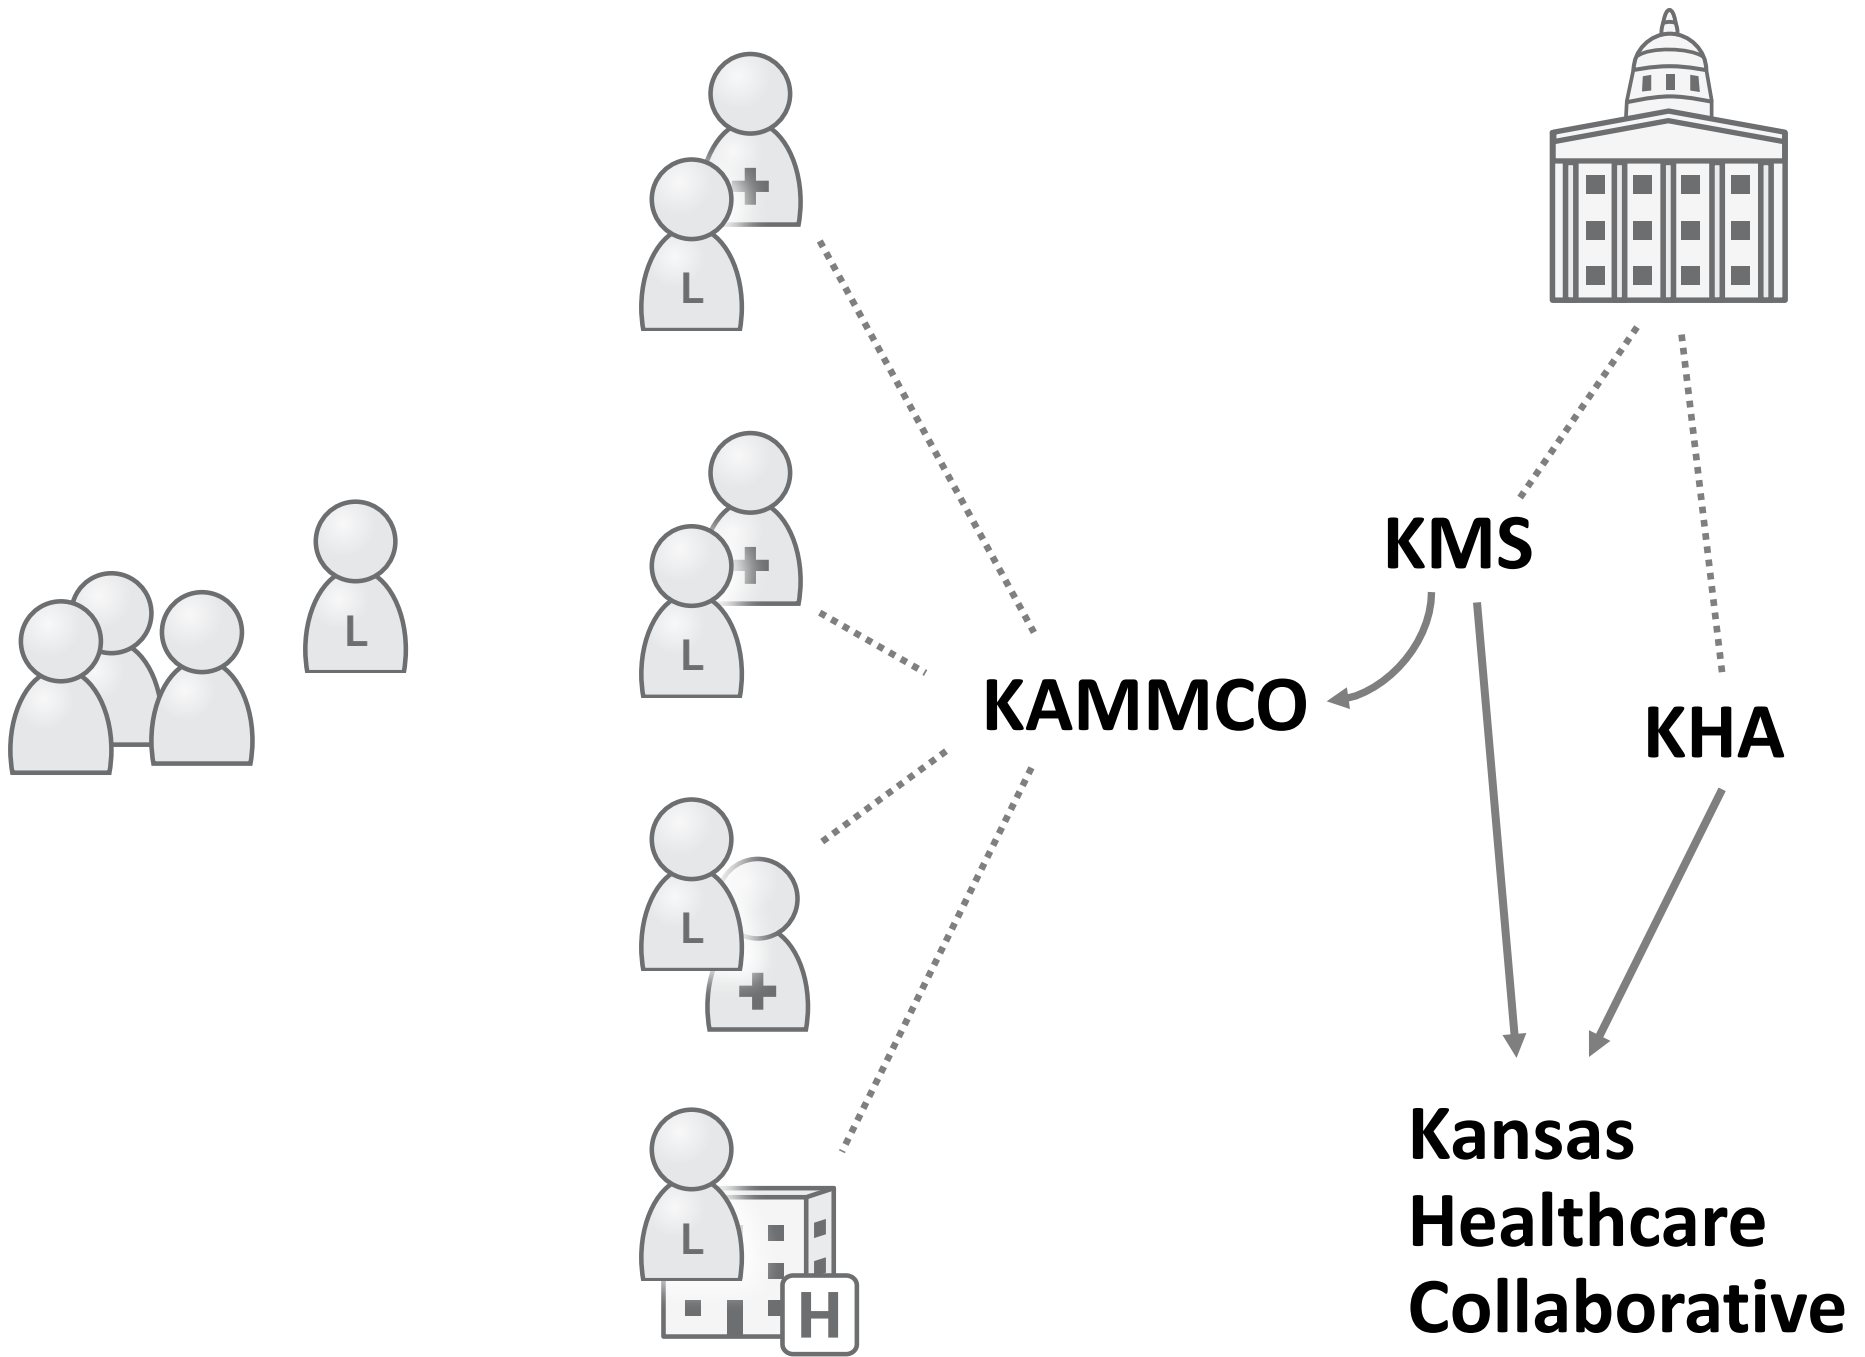 L
L
KMS
L
KAMMCO
KHA
L
Kansas
Healthcare
Collaborative
L
H